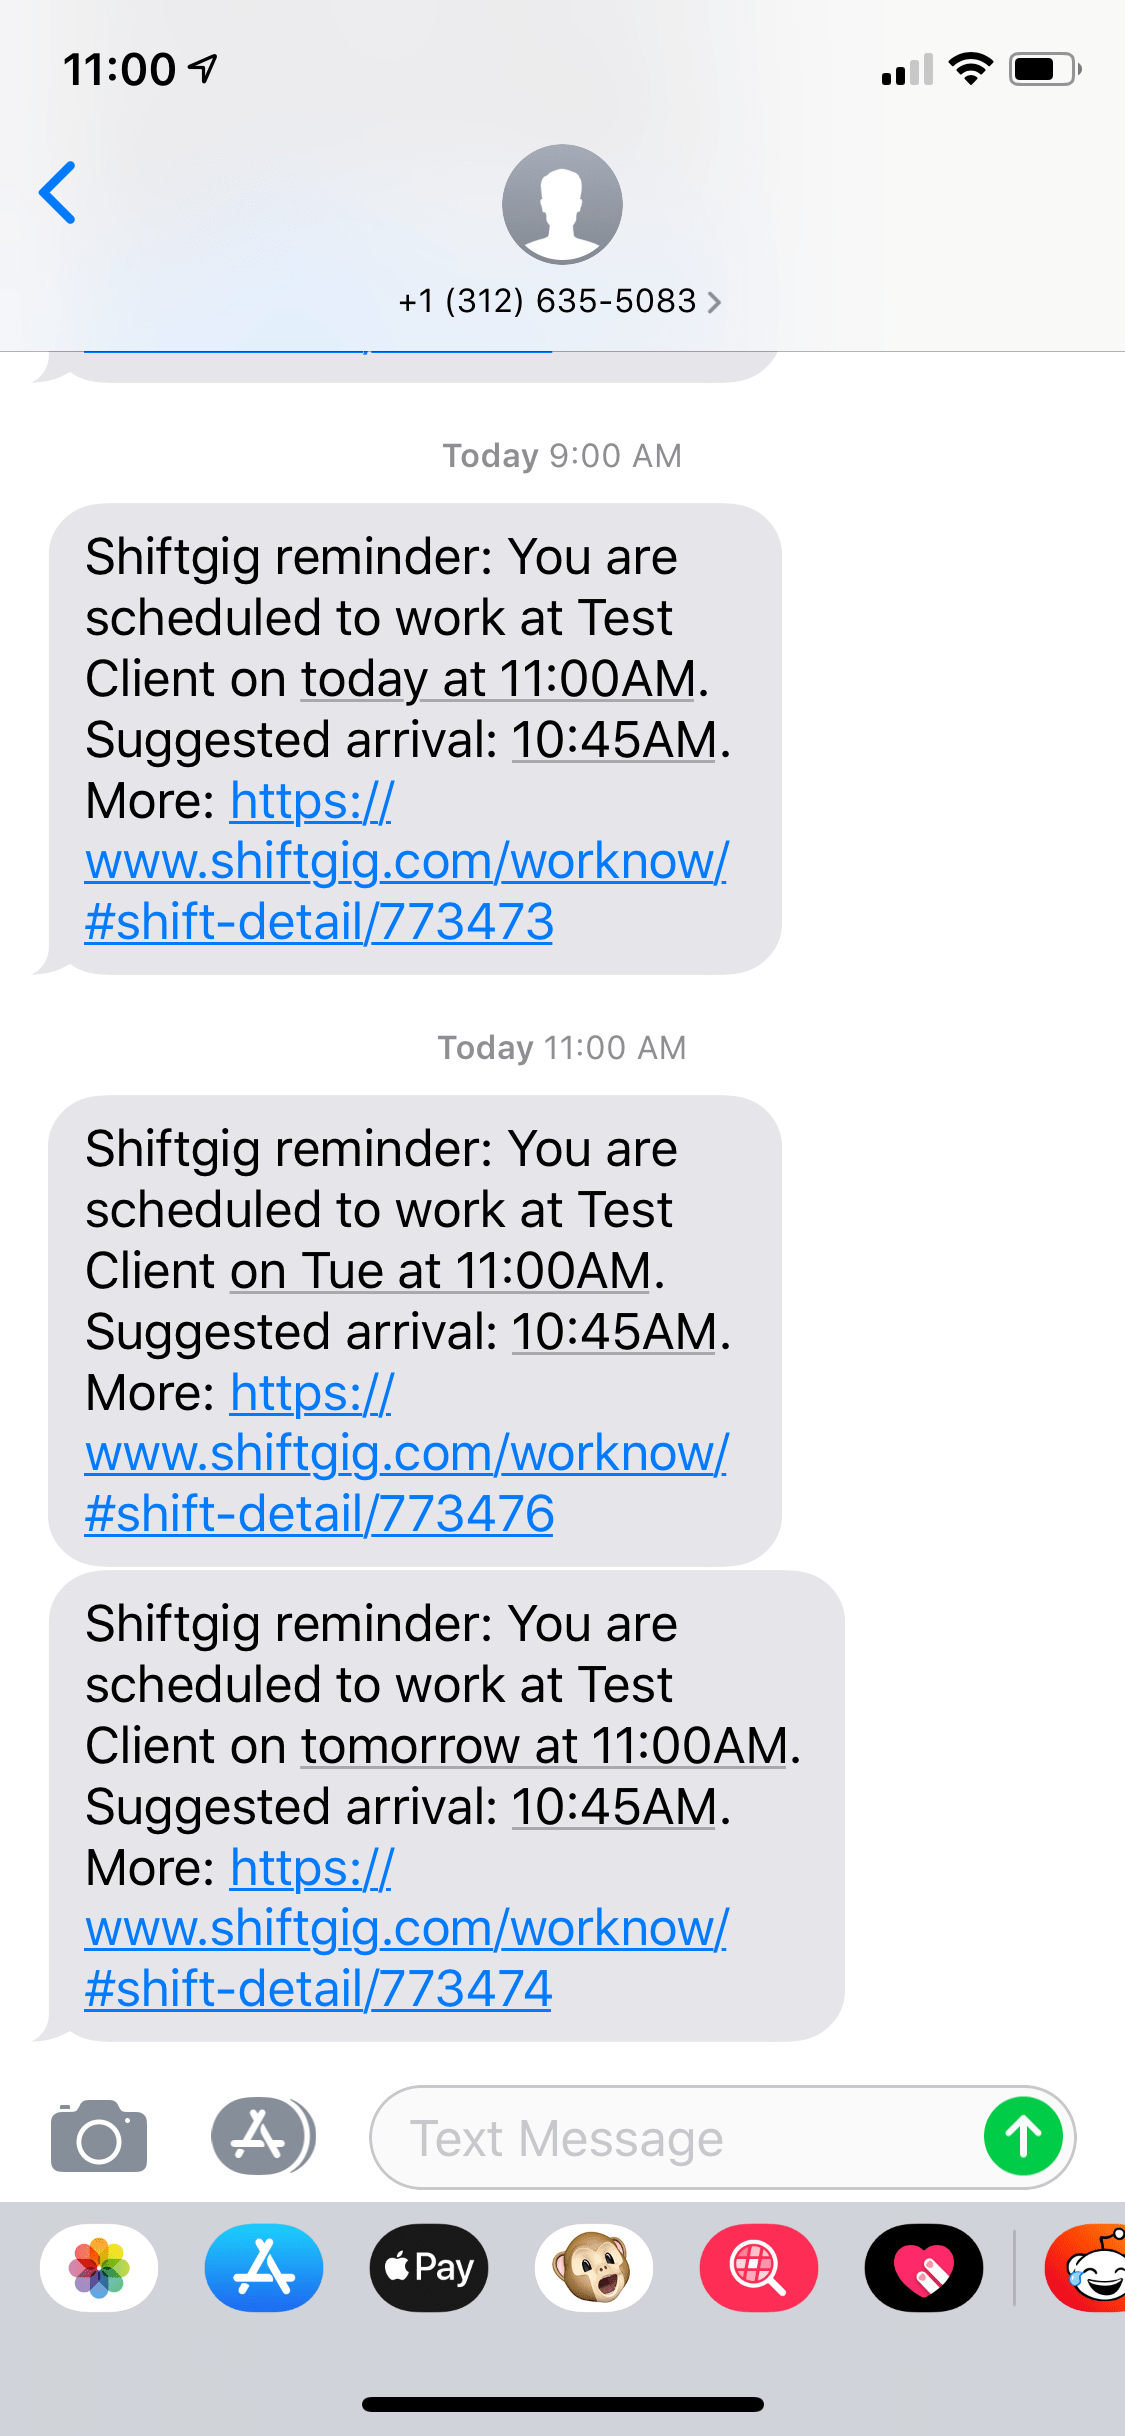 11:00
+1 (312) 635-5083
Today 9:00 AM
Shiftgig reminder: You are
scheduled to work at Test
Client on today at 11:00AM.
Suggested arrival: 10:45AM.
More: https://
www.shiftgig.com/worknow/
#shift-detail/773473
Today 11:00 AM
Shiftgig reminder: You are
scheduled to work at Test
Client on Tue at 11:00AM.
Suggested arrival: 10:45AM.
More: https://
www.shiftgig.com/worknow/
#shift-detail/773476
Shiftgig reminder: You are
scheduled to work at Test
Client on tomorrow at 11:00AM.
Suggested arrival: 10:45AM.
More: https://
www.shiftgig.com/worknow/
#shift-detail/773474
Text Message
Pay